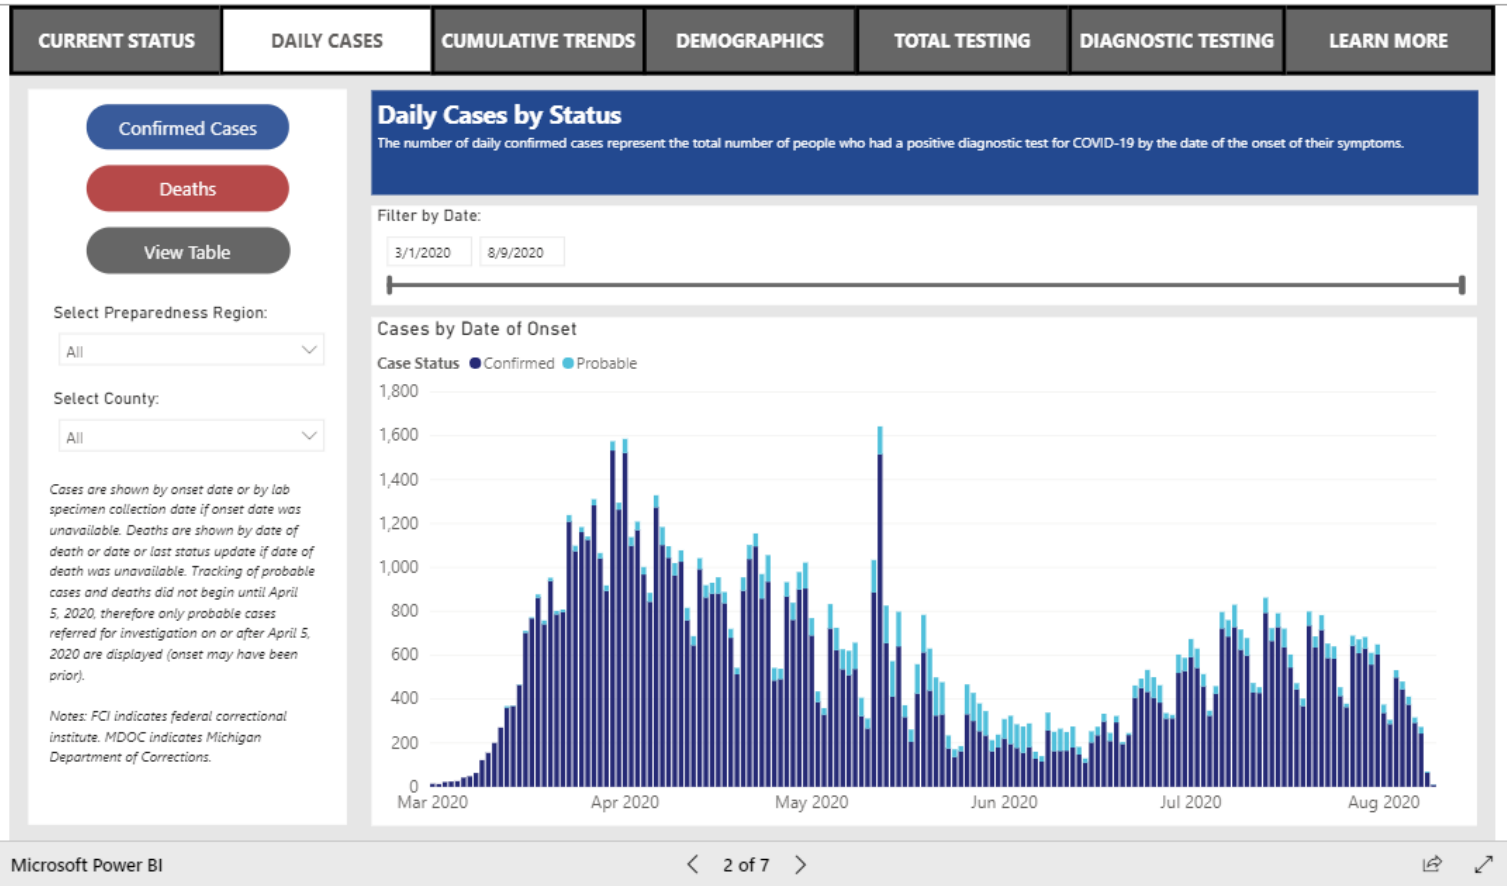 CURRENT STATUS
DAILY CASES
CUMULATIVE TRENDS
DEMOGRAPHICS
TOTAL TESTING
DIAGNOSTIC TESTING
LEARN MORE
Confirmed Cases
Deaths
View Table
Select Preparedness Region:
All
Select County:
All
Cases are shown by onset date or by lab
specimen collection date if onset date was
unavailable. Deaths are shown by date of
death or date or last status update if date of
death was unavailable. Tracking of probable
cases and deaths did not begin until April
5, 2020, therefore only probable cases
referred for investigation on or after April 5,
2020 are displayed (onset may have been
prior).
Notes: FCI indicates federal correctional
institute. MDOC indicates Michigan
Department of Corrections.
Daily Cases by Status
The number of daily confirmed cases represent the total number of people who had a positive diagnostic test for COVID-19 by the date of the onset of their symptoms.
Filter by Date:
3/1/2020
8/9/2020
Cases by Date of Onset
Case Status Confirmed Probable
1,800
1,600
1,400
1,200
1,000
800
600
400
200
0
Mar 2020
Apr 2020
May 2020
Jun 2020
Jul 2020
Aug 2020
Microsoft Power BI
2 of 7